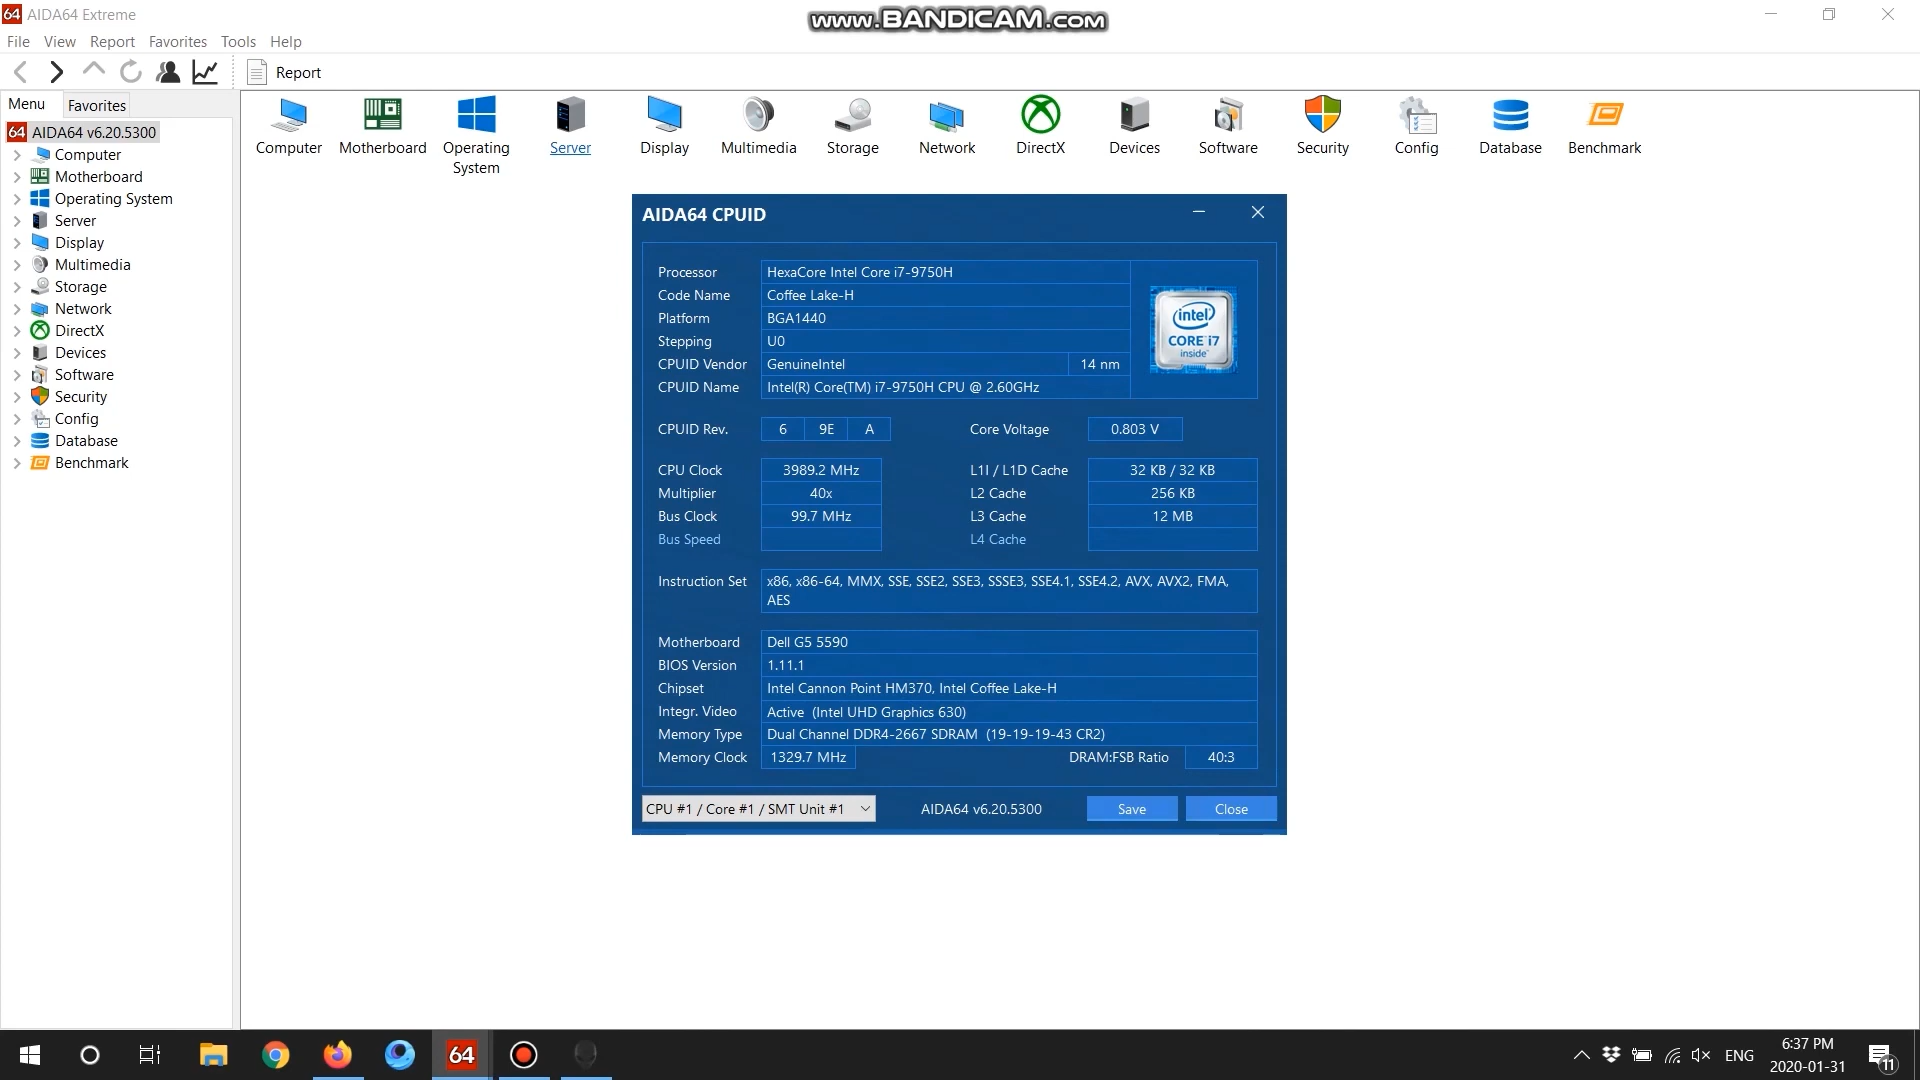 64 AIDA64 Extreme
www.BANDICAM.com
File View Report Favorites Tools Help
Report
Menu Favorites
64 AIDA64 v6.20.5300
Computer
Motherboard
Operating System
Server
Display
Multimedia
Storage
Network
DirectX
Devices
Software
Security
Config
Database
Benchmark
Computer Motherboard Operating System Server Display Multimedia Storage Network DirectX Devices Software Security Config Database Benchmark
AIDA64 CPUID
Processor HexaCore Intel Core i7-9750H
Code Name Coffee Lake-H
Platform BGA1440
Stepping U0
CPUID Vendor GenuineIntel 14 nm
CPUID Name Intel(R) Core(TM) i7-9750H CPU @ 2.60GHz
intel
CORE i7
inside
CPUID Rev. 6 9E A Core Voltage 0.803 V
CPU Clock 3989.2 MHz L1I / L1D Cache 32 KB / 32 KB
Multiplier 40x L2 Cache 256 KB
Bus Clock 99.7 MHz L3 Cache 12 MB
Bus Speed L4 Cache
Instruction Set x86, x86-64, MMX, SSE, SSE2, SSE3, SSSE3, SSE4.1, SSE4.2, AVX, AVX2, FMA,
AES
Motherboard Dell G5 5590
BIOS Version 1.11.1
Chipset Intel Cannon Point HM370, Intel Coffee Lake-H
Integr. Video Active (Intel UHD Graphics 630)
Memory Type Dual Channel DDR4-2667 SDRAM (19-19-19-43 CR2)
Memory Clock 1329.7 MHz DRAM:FSB Ratio 40:3
CPU #1 / Core #1 / SMT Unit #1 AIDA64 v6.20.5300 Save Close
64
ENG
6:37 PM
2020-01-31
11